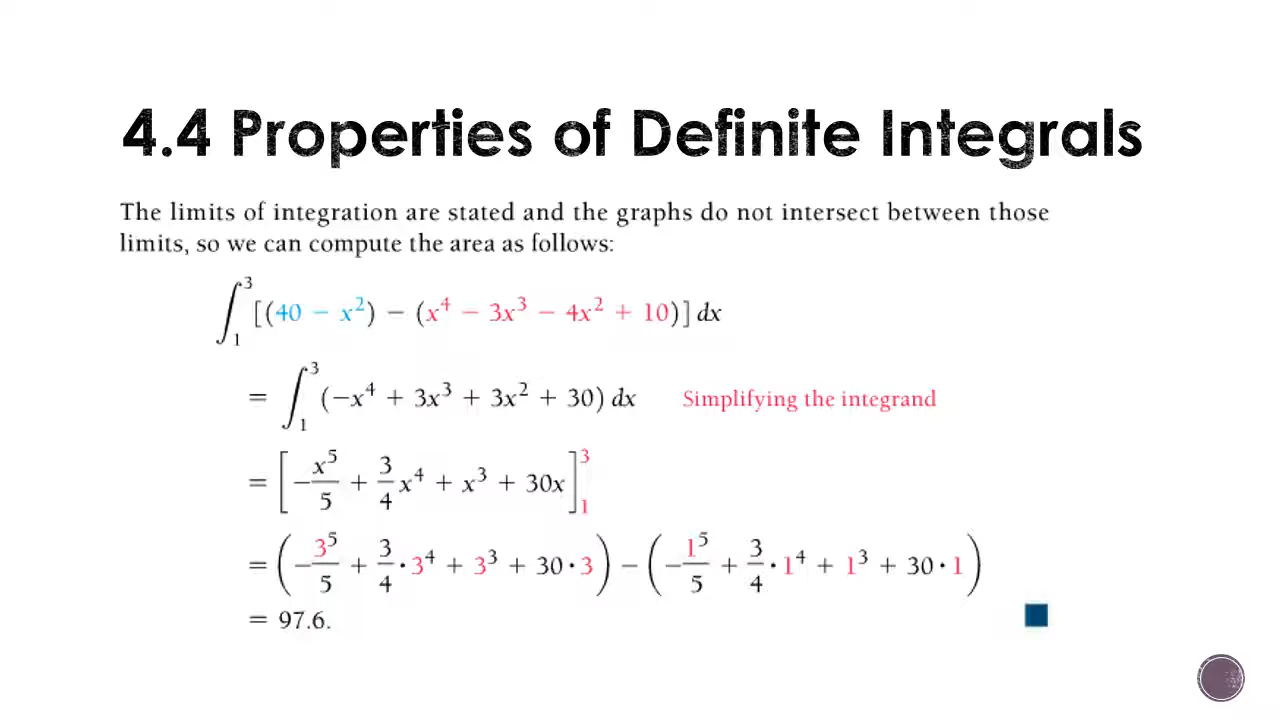 4.4 Properties of Definite Integrals
The limits of integration are stated and the graphs do not intersect between those
limits, so we can compute the area as follows:
∫₁³ [(40 − x²) − (x⁴ − 3x³ − 4x² + 10)] dx
= ∫₁³ (−x⁴ + 3x³ + 3x² + 30) dx Simplifying the integrand
= [−x⁵/5 + 3/4 x⁴ + x³ + 30x]₁³
= (−3⁵/5 + 3/4 · 3⁴ + 3³ + 30 · 3) − (−1⁵/5 + 3/4 · 1⁴ + 1³ + 30 · 1)
= 97.6.